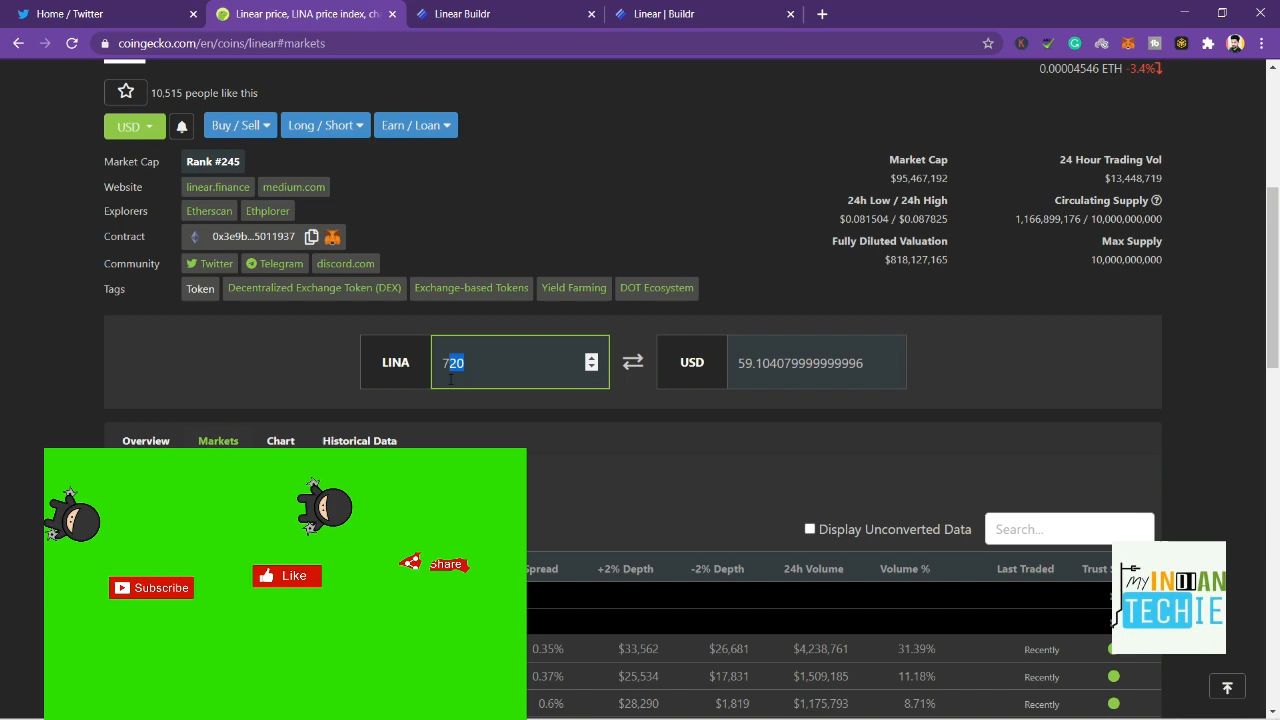 Home / Twitter
Linear price, LINA price index, ch
Linear Buildr
Linear | Buildr
coingecko.com/en/coins/linear#markets
0.00004546 ETH -3.4%
10,515 people like this
USD
Buy / Sell
Long / Short
Earn / Loan
Market Cap
Rank #245
Website
linear.finance
medium.com
Explorers
Etherscan
Ethplorer
Contract
0x3e9b...5011937
Community
Twitter
Telegram
discord.com
Tags
Token
Decentralized Exchange Token (DEX)
Exchange-based Tokens
Yield Farming
DOT Ecosystem
Market Cap
$95,467,192
24 Hour Trading Vol
$13,448,719
24h Low / 24h High
$0.081504 / $0.087825
Circulating Supply
1,166,899,176 / 10,000,000,000
Fully Diluted Valuation
$818,127,165
Max Supply
10,000,000,000
LINA
720
USD
59.104079999999996
Overview
Markets
Chart
Historical Data
Display Unconverted Data
Search...
Spread
+2% Depth
-2% Depth
24h Volume
Volume %
Last Traded
Trust
0.35%
$33,562
$26,681
$4,238,761
31.39%
Recently
0.37%
$25,534
$17,831
$1,509,185
11.18%
Recently
0.6%
$28,290
$1,819
$1,175,793
8.71%
Recently
Subscribe
Like
Share
MY INDIAN
TECHIE